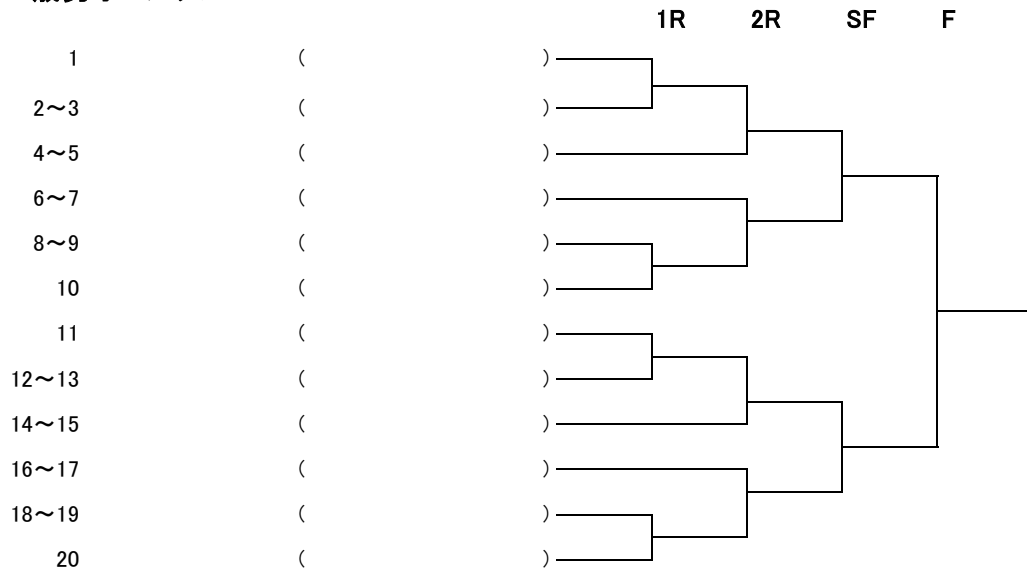 1R 2R SF F
1 ( )
2～3 ( )
4～5 ( )
6～7 ( )
8～9 ( )
10 ( )
11 ( )
12～13 ( )
14～15 ( )
16～17 ( )
18～19 ( )
20 ( )